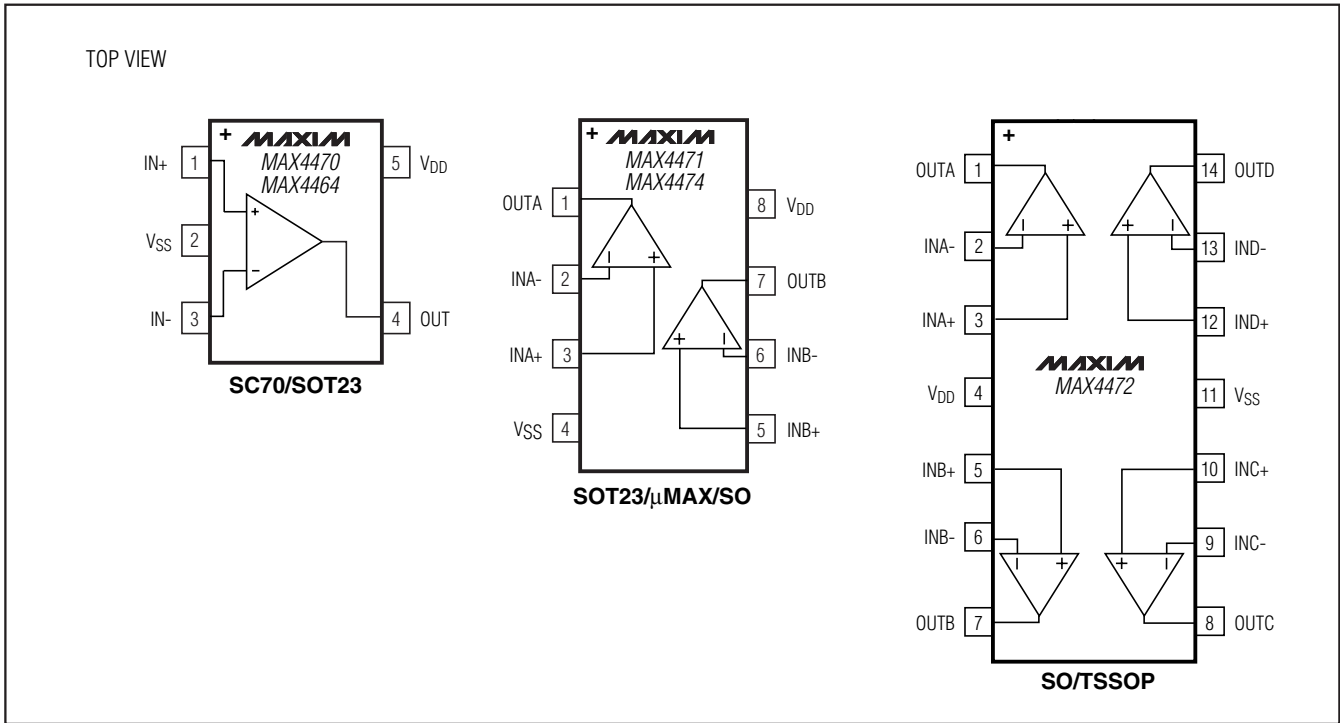 TOP VIEW
+ MAXIM
MAX4470
MAX4464
IN+ 1
5 VDD
VSS 2
IN- 3
4 OUT
+
−
SC70/SOT23
+ MAXIM
MAX4471
MAX4474
OUTA 1
8 VDD
INA- 2
7 OUTB
INA+ 3
6 INB-
VSS 4
5 INB+
− +
+ −
SOT23/μMAX/SO
+
OUTA 1
14 OUTD
− +
+ −
INA- 2
13 IND-
INA+ 3
12 IND+
MAXIM
MAX4472
VDD 4
11 VSS
INB+ 5
10 INC+
INB- 6
9 INC-
− +
+ −
OUTB 7
8 OUTC
SO/TSSOP